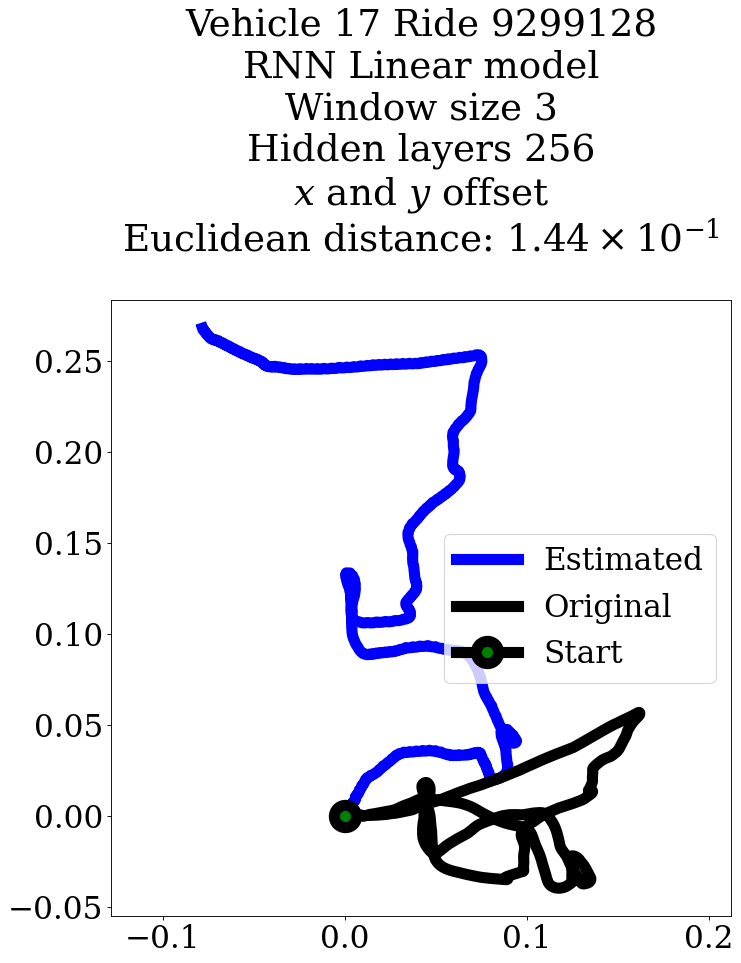 Vehicle 17 Ride 9299128
RNN Linear model
Window size 3
Hidden layers 256
x and y offset
Euclidean distance: 1.44 × 10⁻¹
0.25
0.20
0.15
0.10
0.05
0.00
−0.05
Estimated
Original
Start
−0.1
0.0
0.1
0.2